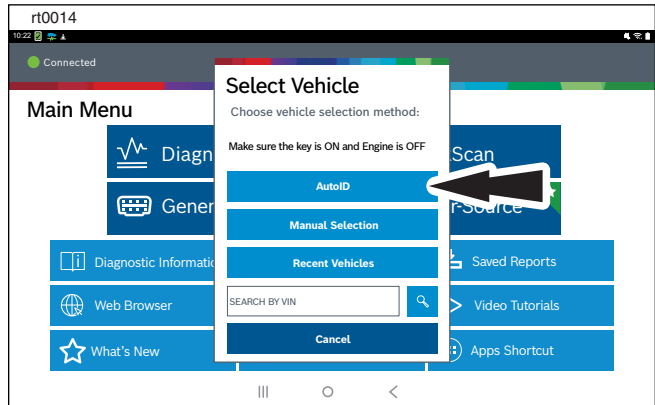 rt0014
10:22
Connected
Select Vehicle
Choose vehicle selection method:
Main Menu
Make sure the key is ON and Engine is OFF
Diagn
Scan
AutoID
Gener
r-Source
Manual Selection
Diagnostic Informatic
Recent Vehicles
Saved Reports
Web Browser
SEARCH BY VIN
Video Tutorials
What's New
Cancel
Apps Shortcut